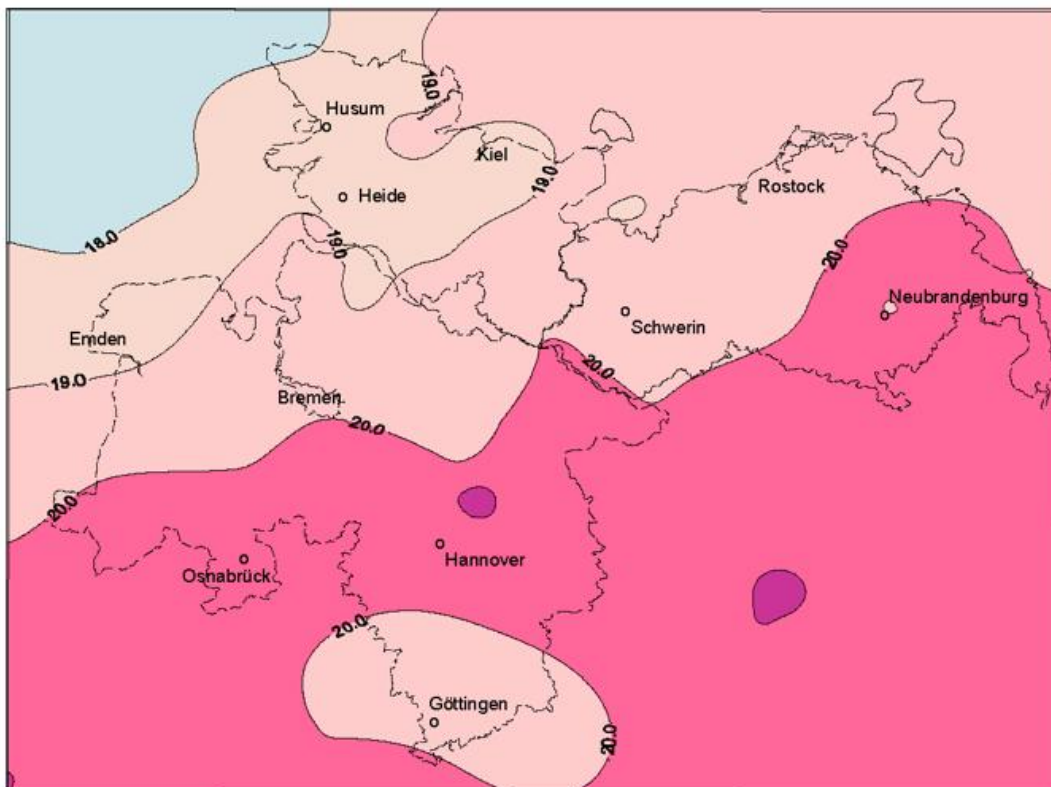 19.0
Husum
Kiel
Heide
19.0
Rostock
18.0
19.0
20.0
Neubrandenburg
Schwerin
Emden
20.0
19.0
Bremen
20.0
20.0
Hannover
Osnabrück
20.0
Göttingen
20.0